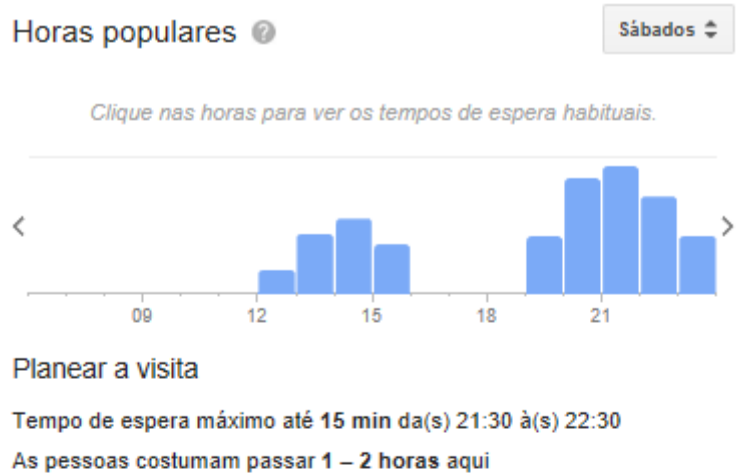 Horas populares ?
Sábados
Clique nas horas para ver os tempos de espera habituais.
09 12 15 18 21
Planear a visita
Tempo de espera máximo até 15 min da(s) 21:30 à(s) 22:30
As pessoas costumam passar 1 – 2 horas aqui